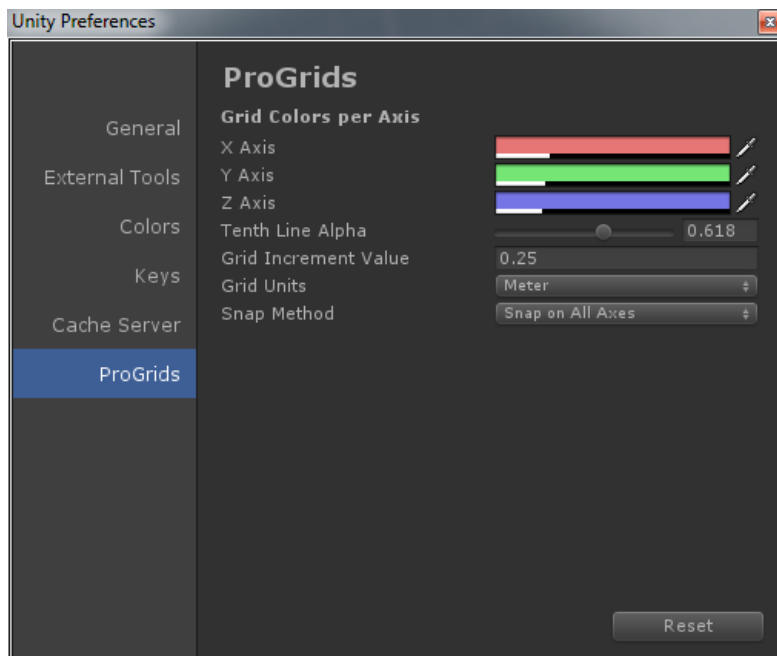 Unity Preferences
General
External Tools
Colors
Keys
Cache Server
ProGrids
ProGrids
Grid Colors per Axis
X Axis
Y Axis
Z Axis
Tenth Line Alpha 0.618
Grid Increment Value 0.25
Grid Units Meter
Snap Method Snap on All Axes
Reset